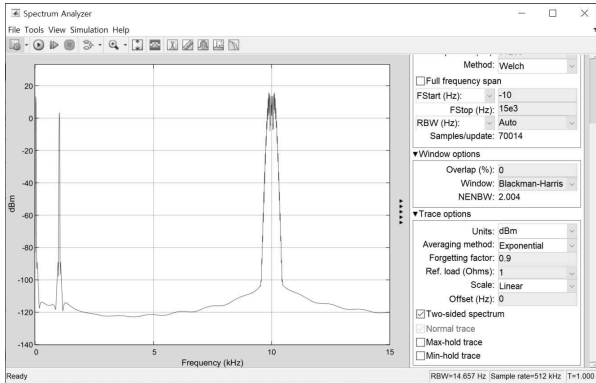 Spectrum Analyzer
File Tools View Simulation Help
20
0
-20
-40
-60
-80
-100
-120
-140
dBm
0
5
10
15
Frequency (kHz)
Method: Welch
Full frequency span
FStart (Hz): -10
FStop (Hz): 15e3
RBW (Hz): Auto
Samples/update: 70014
▼Window options
Overlap (%): 0
Window: Blackman-Harris
NENBW: 2.004
▼Trace options
Units: dBm
Averaging method: Exponential
Forgetting factor: 0.9
Ref. load (Ohms): 1
Scale: Linear
Offset (Hz): 0
Two-sided spectrum
Normal trace
Max-hold trace
Min-hold trace
Ready
RBW=14.657 Hz Sample rate=512 kHz T=1.000